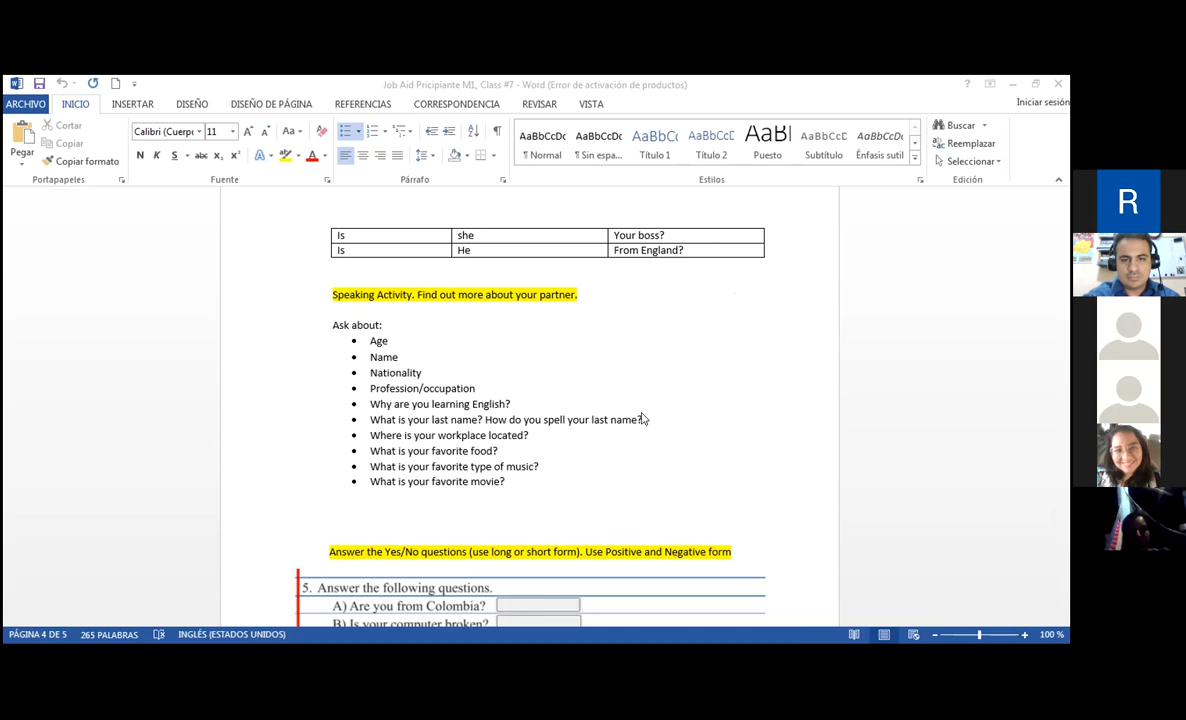 Job Aid Pricipiante M1, Class #7 - Word (Error de activación de productos)
ARCHIVO INICIO INSERTAR DISEÑO DISEÑO DE PÁGINA REFERENCIAS CORRESPONDENCIA REVISAR VISTA Iniciar sesión
Pegar
Cortar
Copiar
Copiar formato
Portapapeles
Calibri (Cuerpo 11
N K S abc x₂ x²
Fuente
Párrafo
AaBbCcDc AaBbCcDc AaBbCc AaBbCcD AaBl AaBbCcD AaBbCcDc
¶ Normal ¶ Sin espa... Título 1 Título 2 Puesto Subtítulo Énfasis sutil
Estilos
Buscar
Reemplazar
Seleccionar
Edición
Is she Your boss?
Is He From England?
Speaking Activity. Find out more about your partner.
Ask about:
• Age
• Name
• Nationality
• Profession/occupation
• Why are you learning English?
• What is your last name? How do you spell your last name?
• Where is your workplace located?
• What is your favorite food?
• What is your favorite type of music?
• What is your favorite movie?
Answer the Yes/No questions (use long or short form). Use Positive and Negative form
5. Answer the following questions.
A) Are you from Colombia?
B) Is your computer broken?
PÁGINA 4 DE 5 265 PALABRAS INGLÉS (ESTADOS UNIDOS) 100 %
R